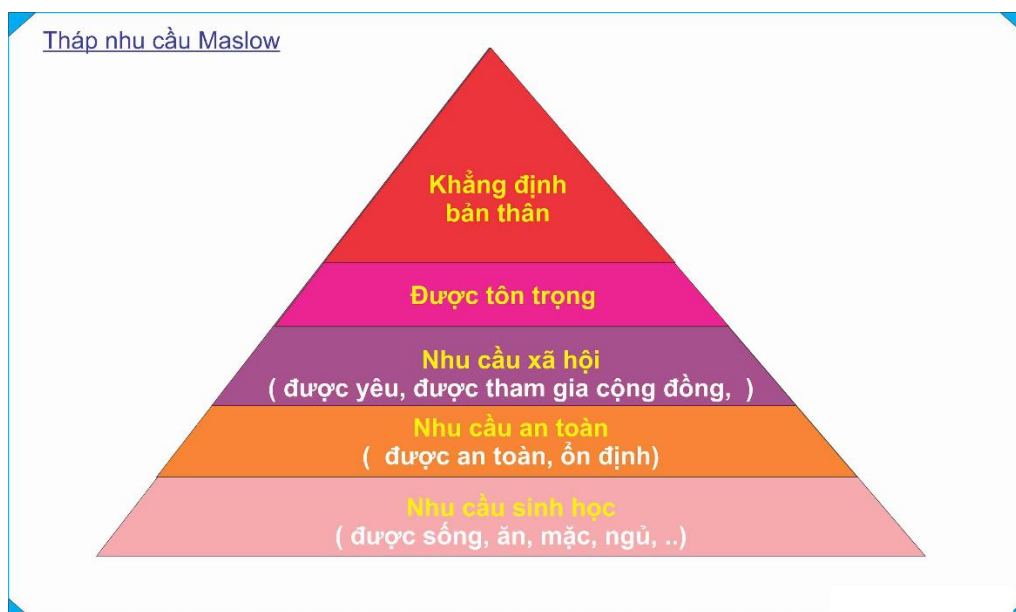 Tháp nhu cầu Maslow
Khẳng định
bản thân
Được tôn trọng
Nhu cầu xã hội
( được yêu, được tham gia cộng đồng,  )
Nhu cầu an toàn
(  được an toàn, ổn định)
Nhu cầu sinh học
( được sống, ăn, mặc, ngủ, ..)